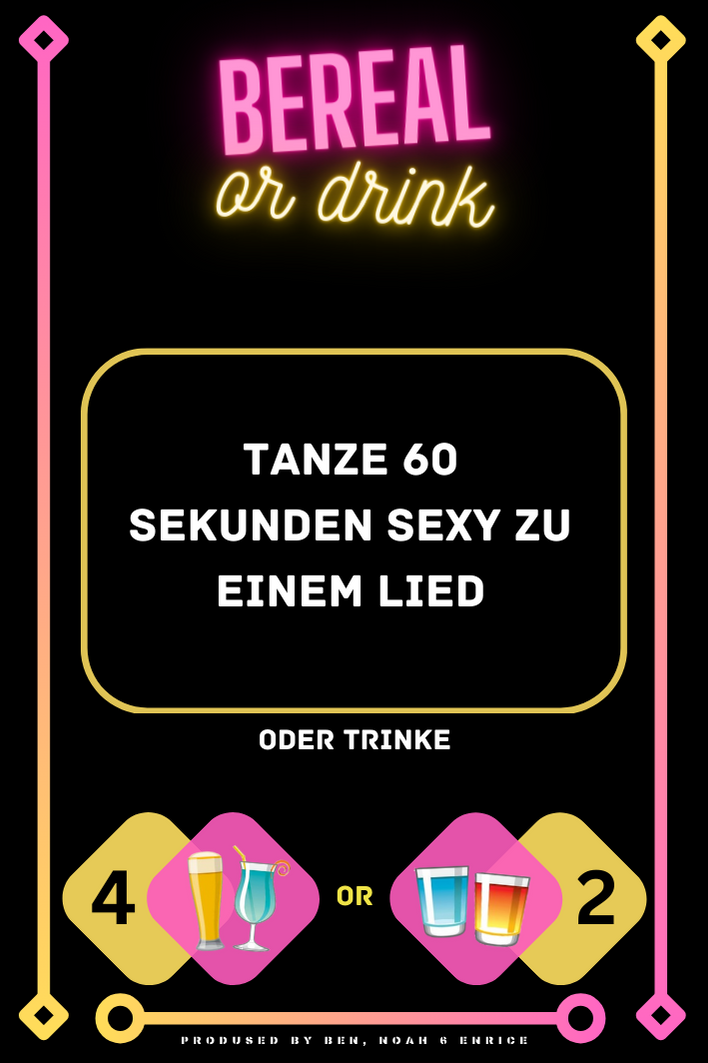 BEREAL
or drink
TANZE 60
SEKUNDEN SEXY ZU
EINEM LIED
ODER TRINKE
4 OR 2
PRODUSED BY BEN, NOAH & ENRICE